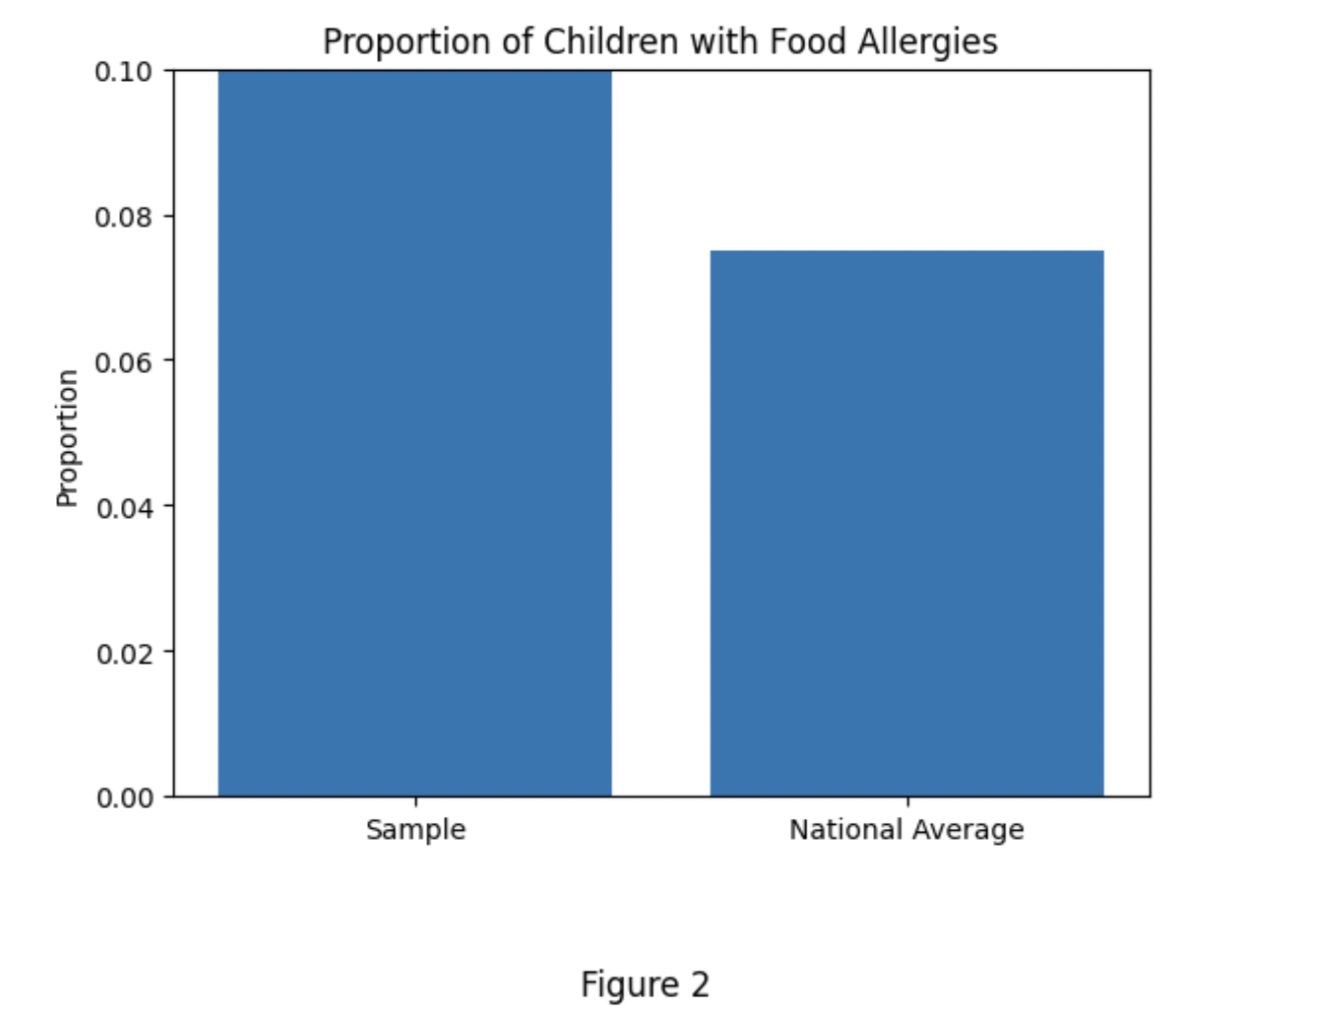 Proportion of Children with Food Allergies
0.10
0.08
0.06
0.04
0.02
0.00
Proportion
Sample
National Average
Figure 2